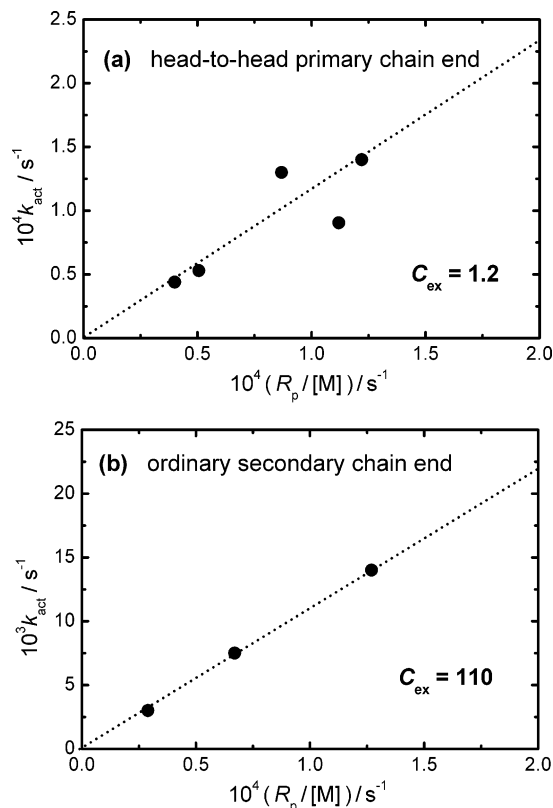 2.5
(a) head-to-head primary chain end
2.0
1.5
1.0
0.5
0.0
10⁴k_act / s⁻¹
C_ex = 1.2
0.0 0.5 1.0 1.5 2.0
10⁴ (R_p / [M]) / s⁻¹
25
(b) ordinary secondary chain end
20
15
10
5
0
10³k_act / s⁻¹
C_ex = 110
0.0 0.5 1.0 1.5 2.0
10⁴ (R_p / [M]) / s⁻¹